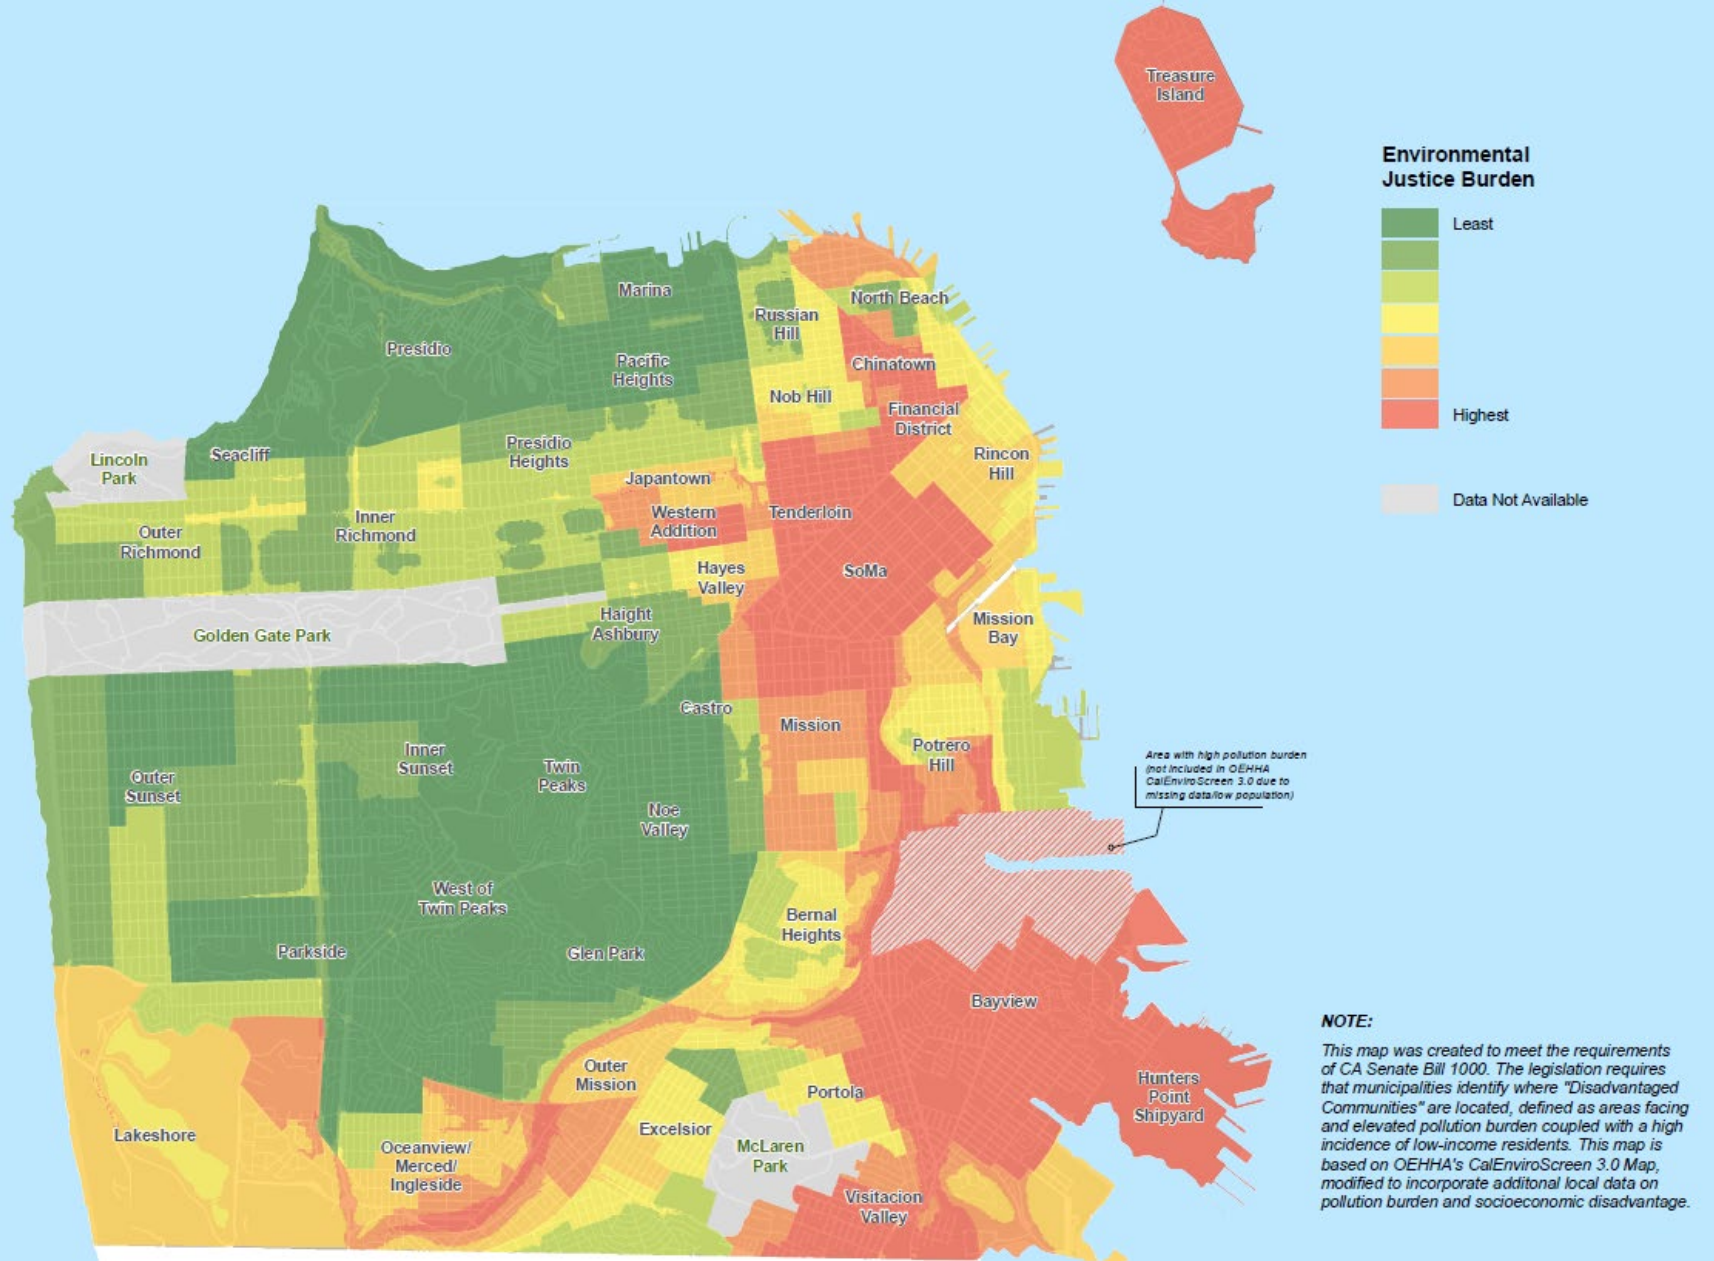 Treasure
Island
Environmental
Justice Burden
Least
Highest
Data Not Available
Marina
Russian
Hill
North Beach
Presidio
Pacific
Heights
Chinatown
Nob Hill
Financial
District
Lincoln
Park
Seacliff
Presidio
Heights
Rincon
Hill
Japantown
Outer
Richmond
Inner
Richmond
Western
Addition
Tenderloin
Hayes
Valley
SoMa
Golden Gate Park
Haight
Ashbury
Mission
Bay
Castro
Mission
Inner
Sunset
Twin
Peaks
Potrero
Hill
Outer
Sunset
Noe
Valley
Area with high pollution burden
(not included in OEHHA
CalEnviroScreen 3.0 due to
missing data/low population)
West of
Twin Peaks
Bernal
Heights
Parkside
Glen Park
Bayview
Outer
Mission
Portola
Hunters
Point
Shipyard
Lakeshore
Oceanview/
Merced/
Ingleside
Excelsior
McLaren
Park
Visitacion
Valley
NOTE:
This map was created to meet the requirements
of CA Senate Bill 1000. The legislation requires
that municipalities identify where "Disadvantaged
Communities" are located, defined as areas facing
and elevated pollution burden coupled with a high
incidence of low-income residents. This map is
based on OEHHA's CalEnviroScreen 3.0 Map,
modified to incorporate additonal local data on
pollution burden and socioeconomic disadvantage.